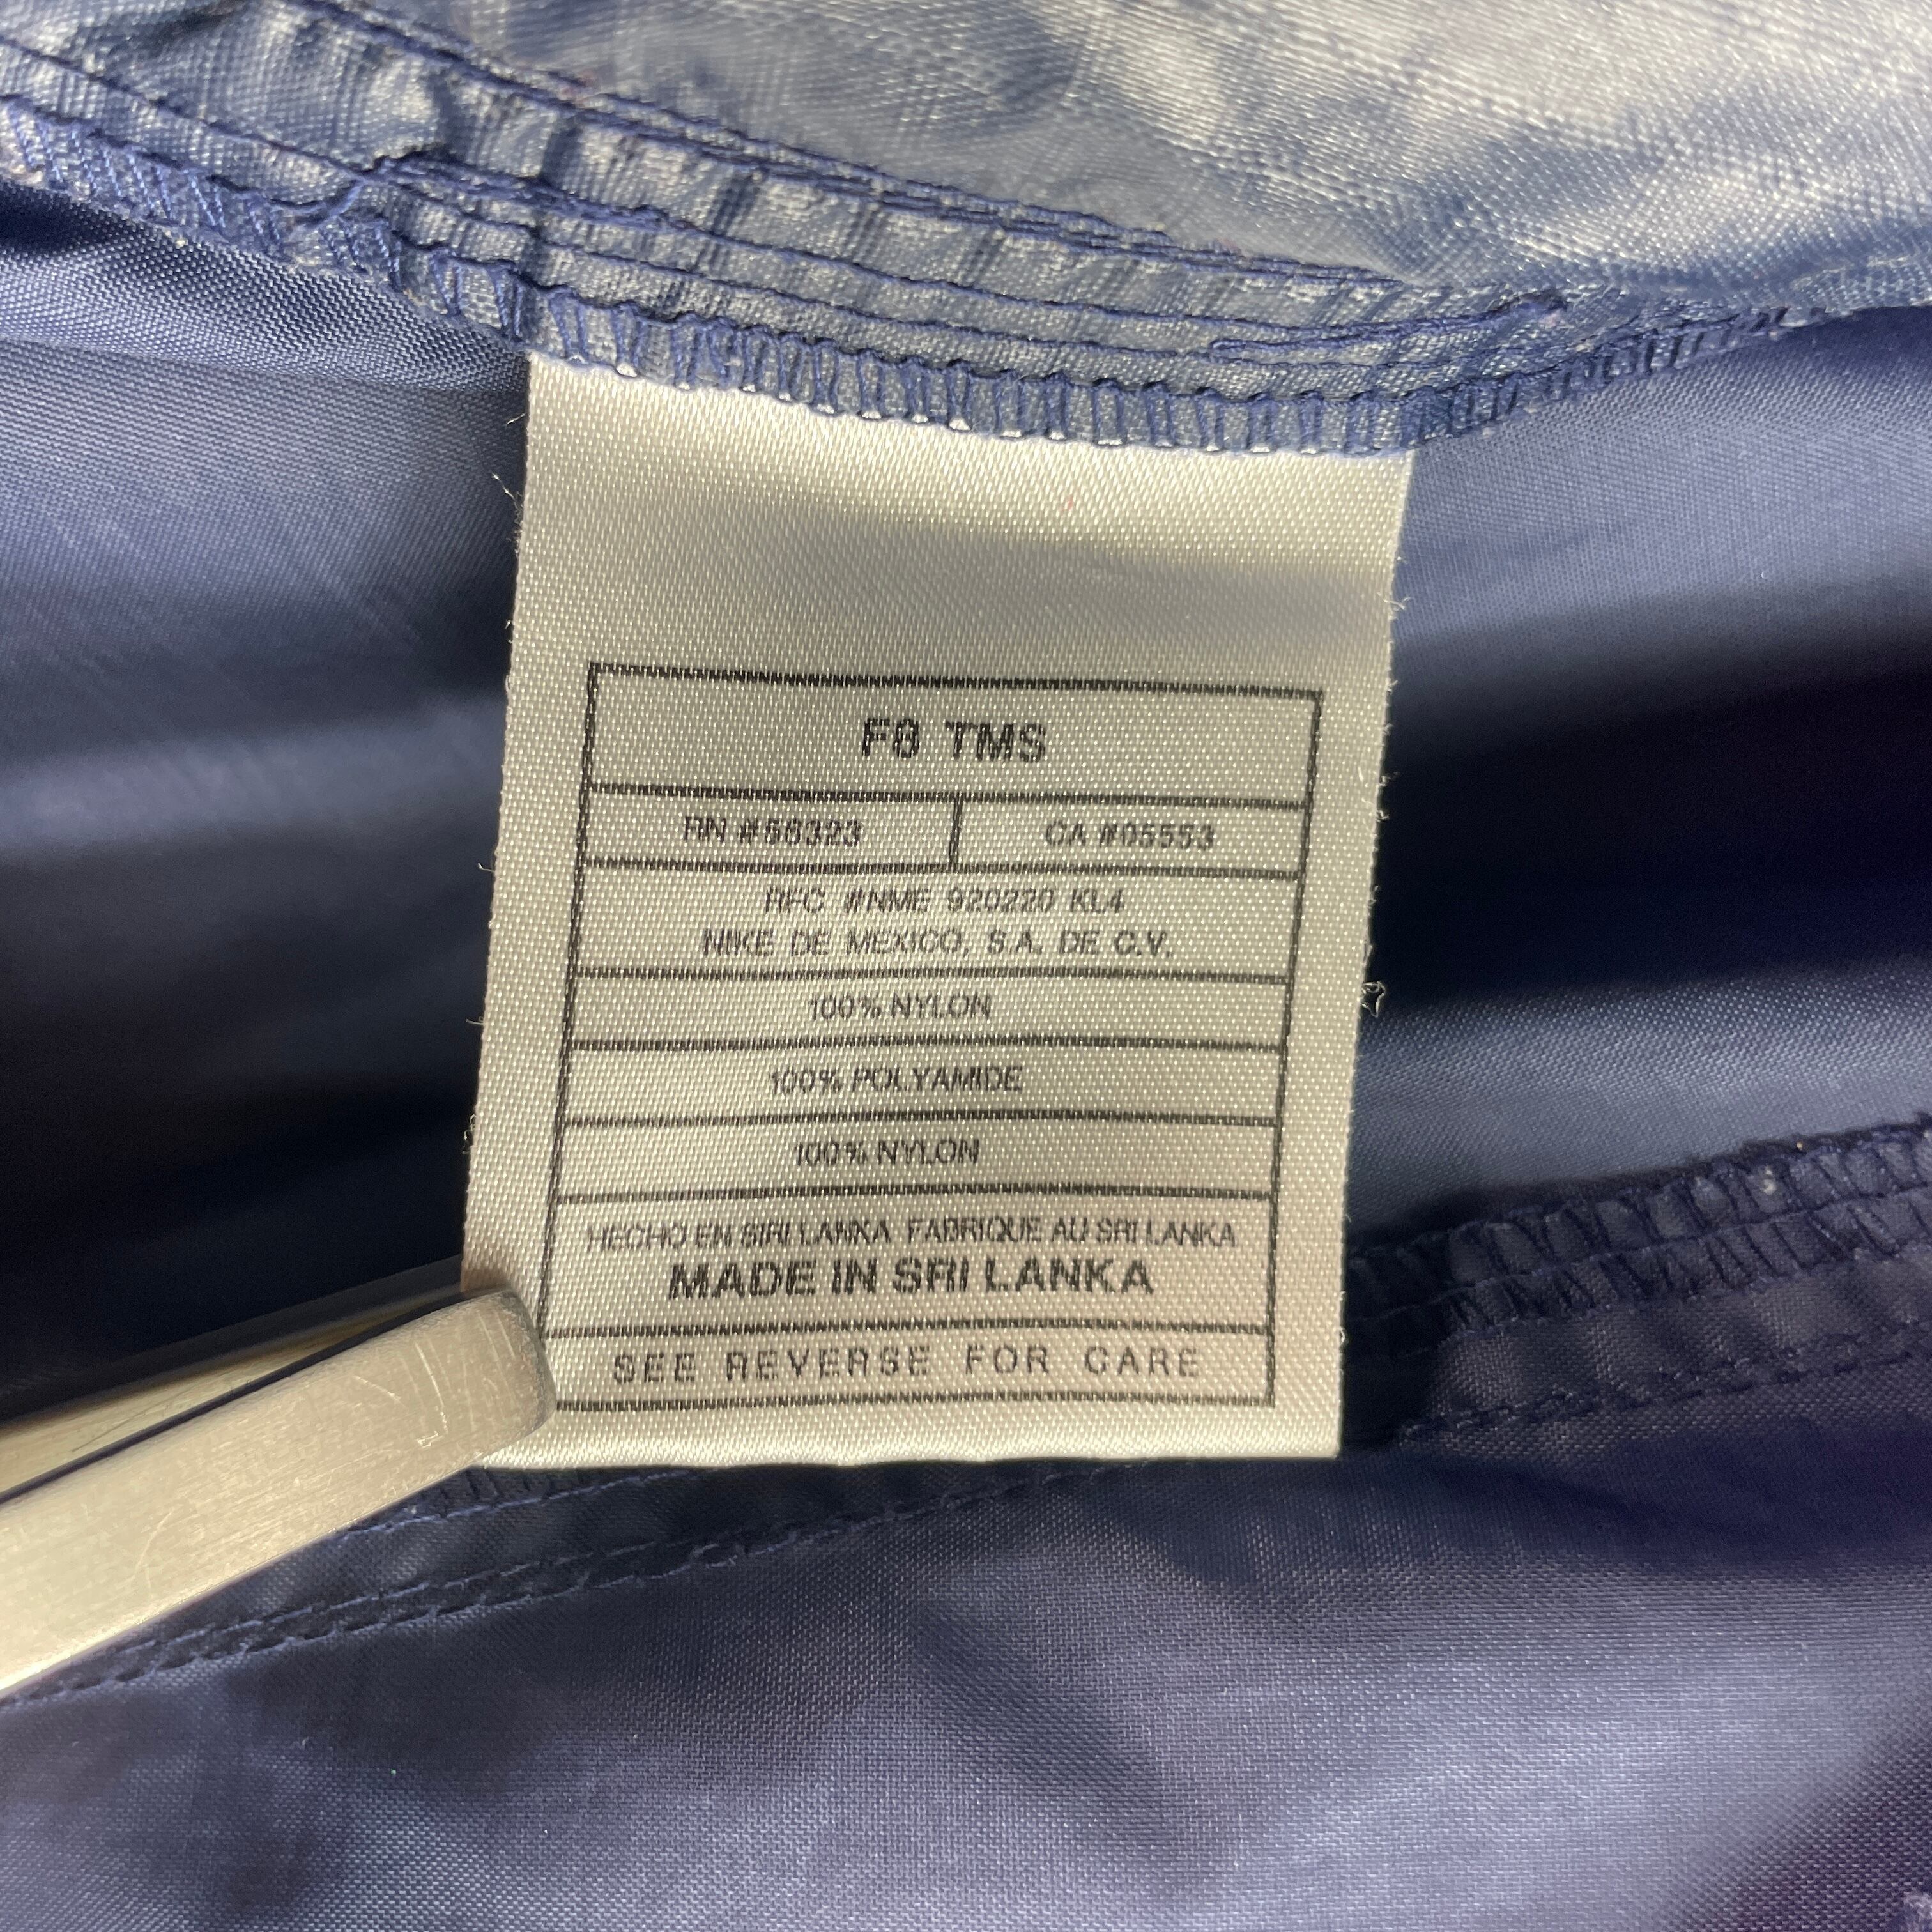 F8 TMS
RN #56323 CA #05553
RFC #NME 920220 KL4
NIKE DE MEXICO, S.A. DE C.V.
100% NYLON
100% POLYAMIDE
100% NYLON
HECHO EN SIRI LANKA FABRIQUE AU SRI LANKA
MADE IN SRI LANKA
SEE REVERSE FOR CARE